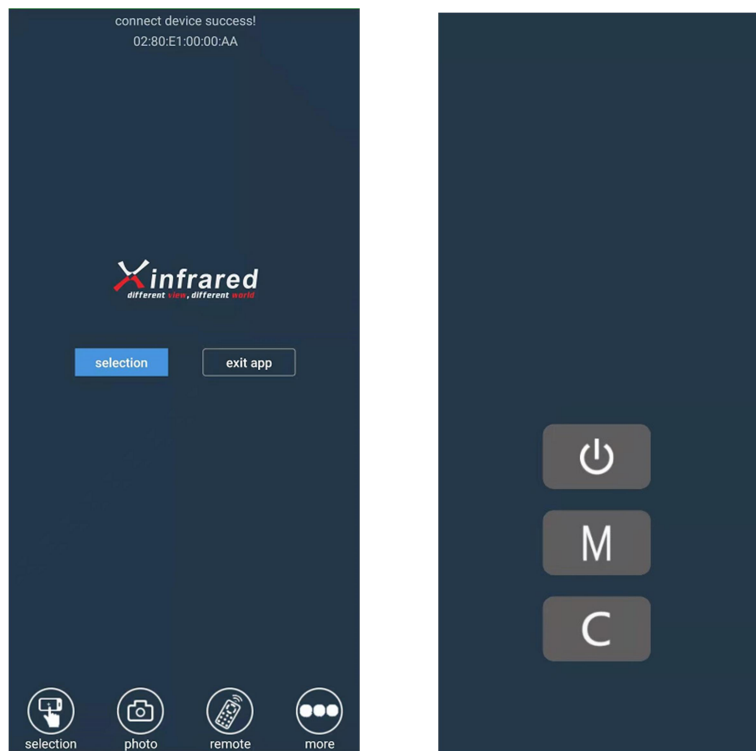 connect device success!
02:80:E1:00:00:AA
Xinfrared
different view, different world
selection
exit app
selection
photo
remote
more
M
C